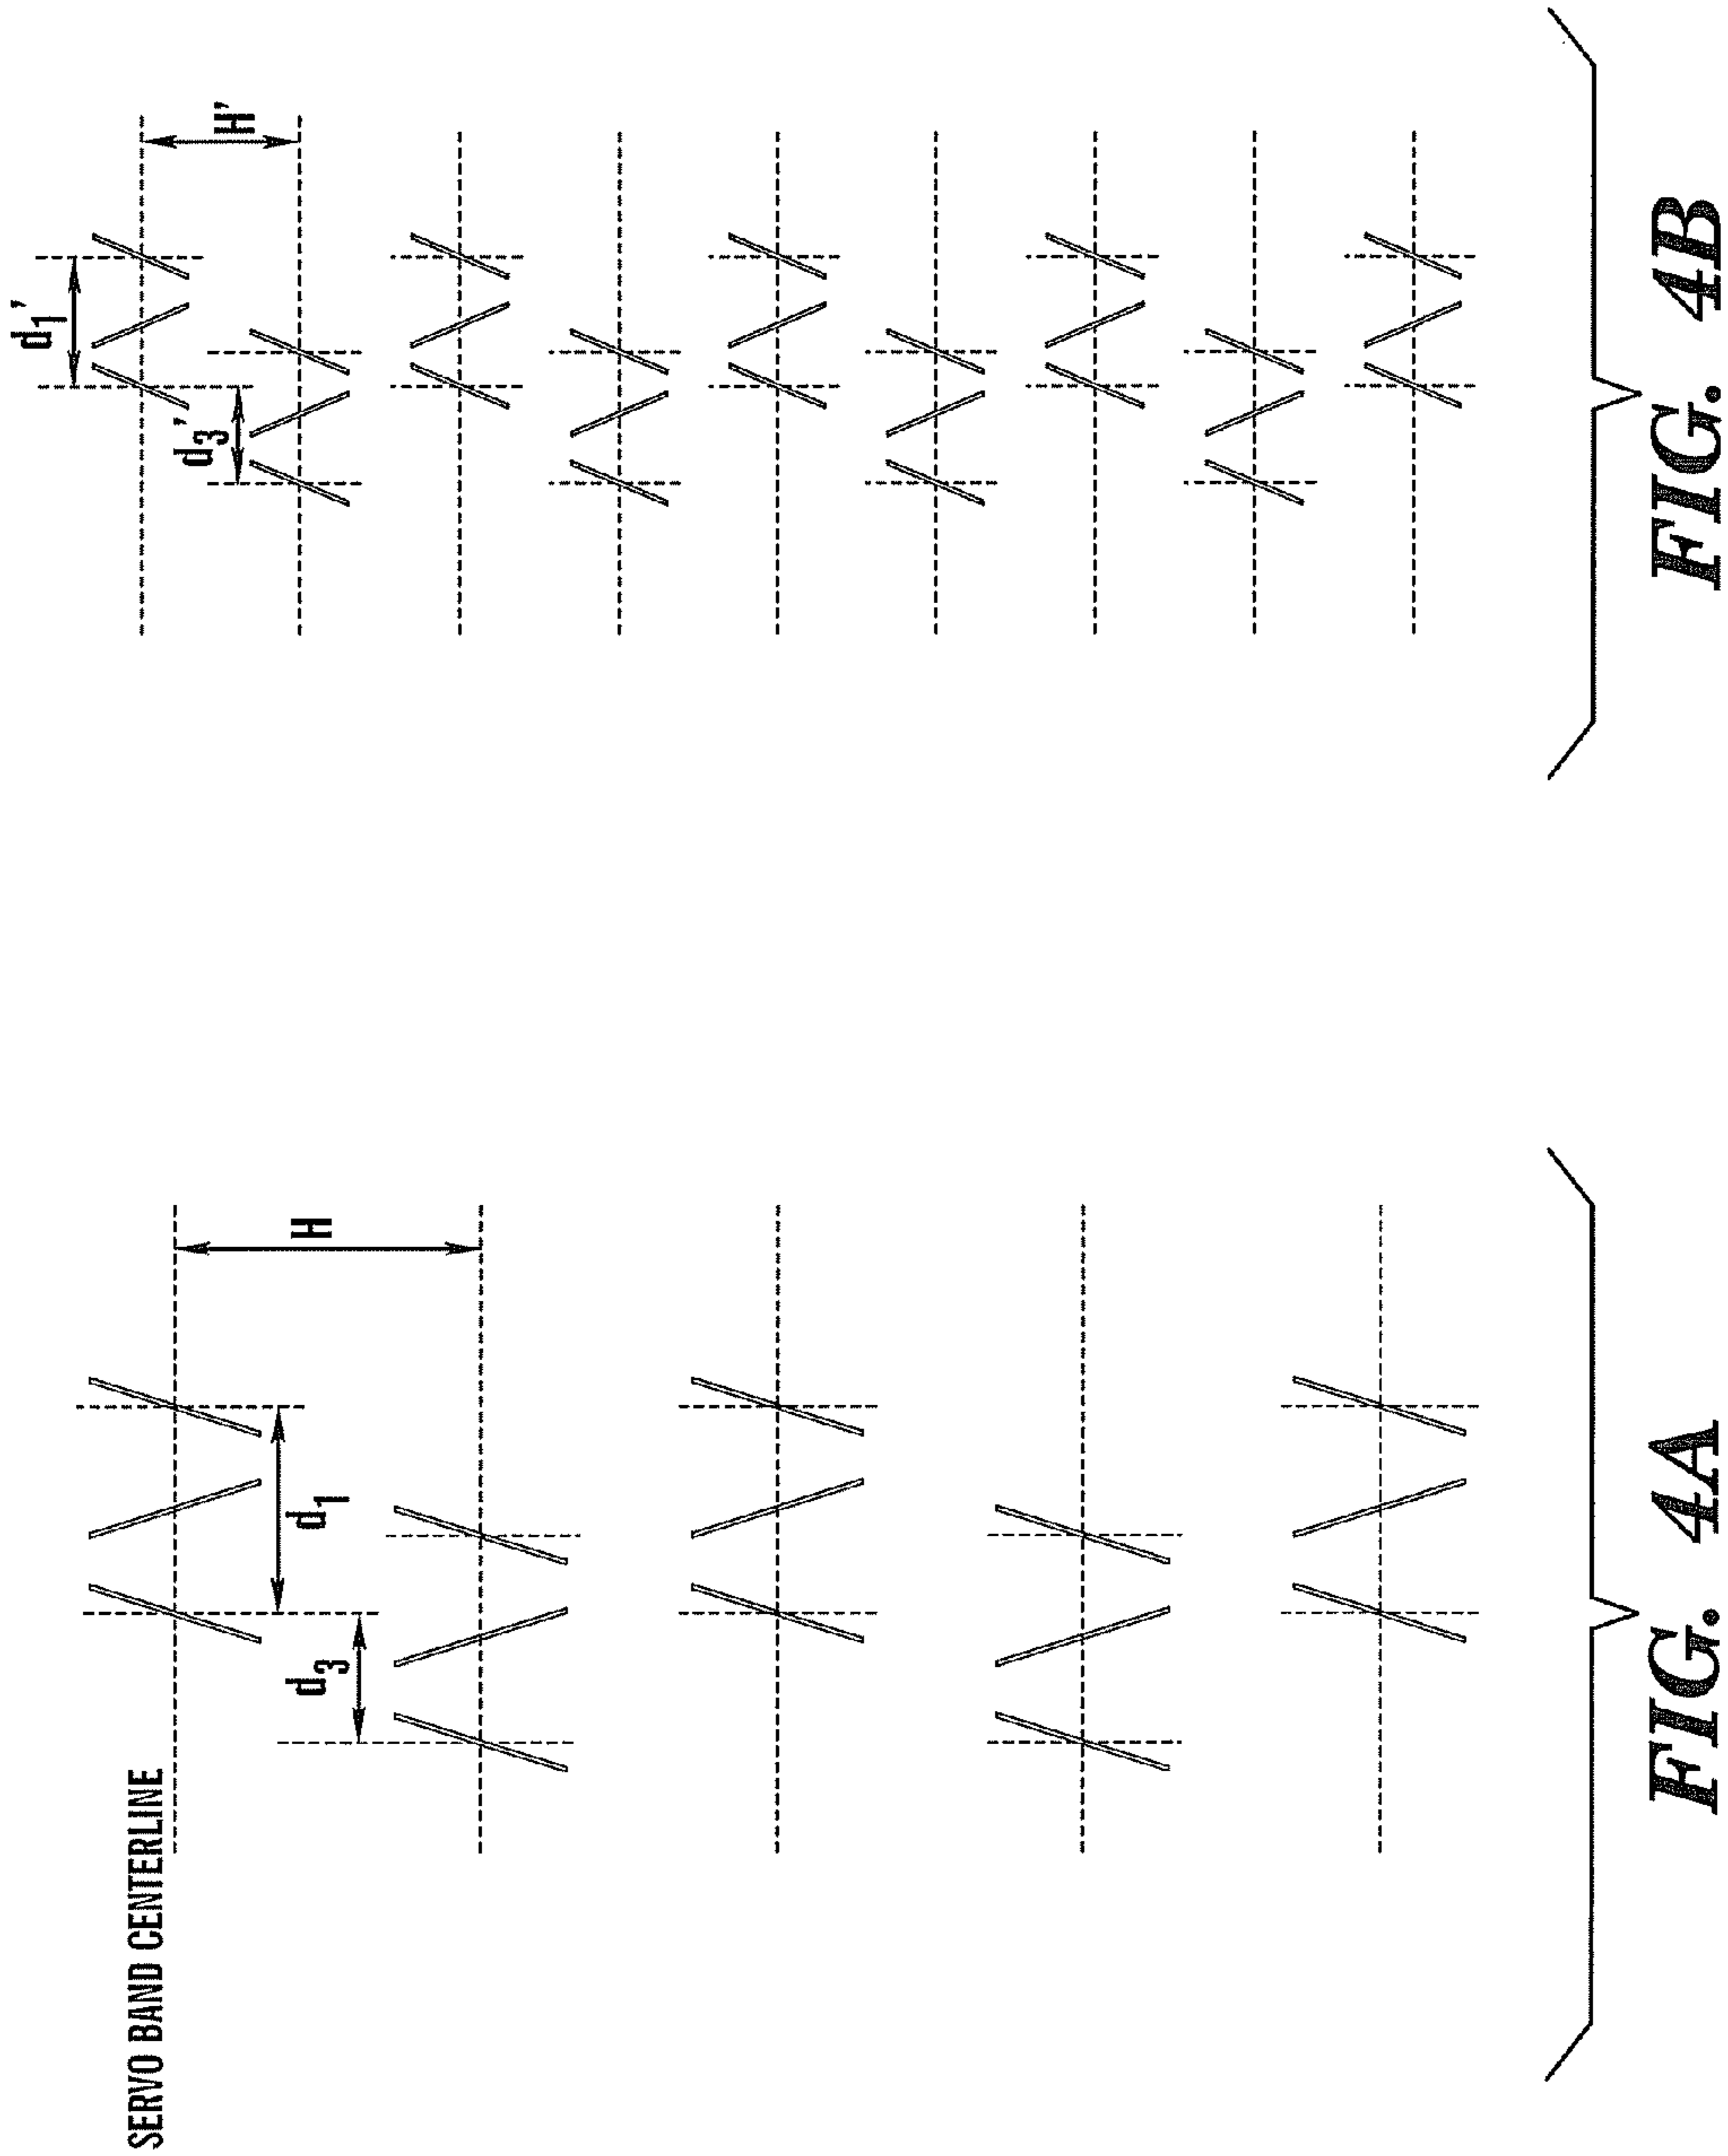 SERVO BAND CENTERLINE
H
d1
d3
FIG. 4A
d1'
H'
d3'
FIG. 4B